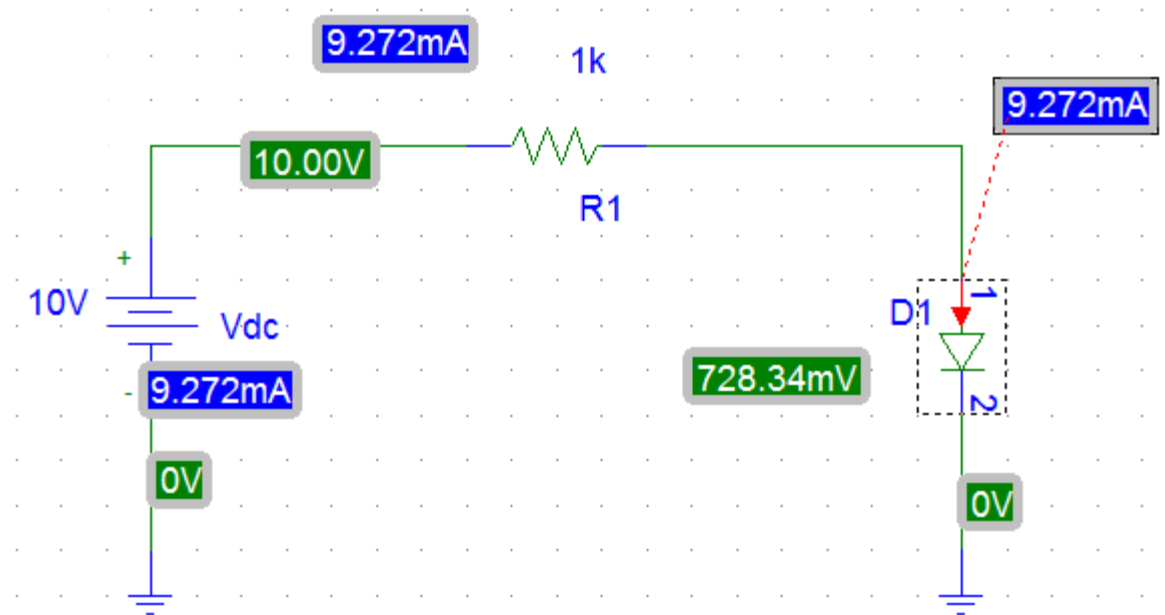 9.272mA
1k
9.272mA
10.00V
R1
+
10V
Vdc
1
D1
728.34mV
9.272mA
-
2
0V
0V